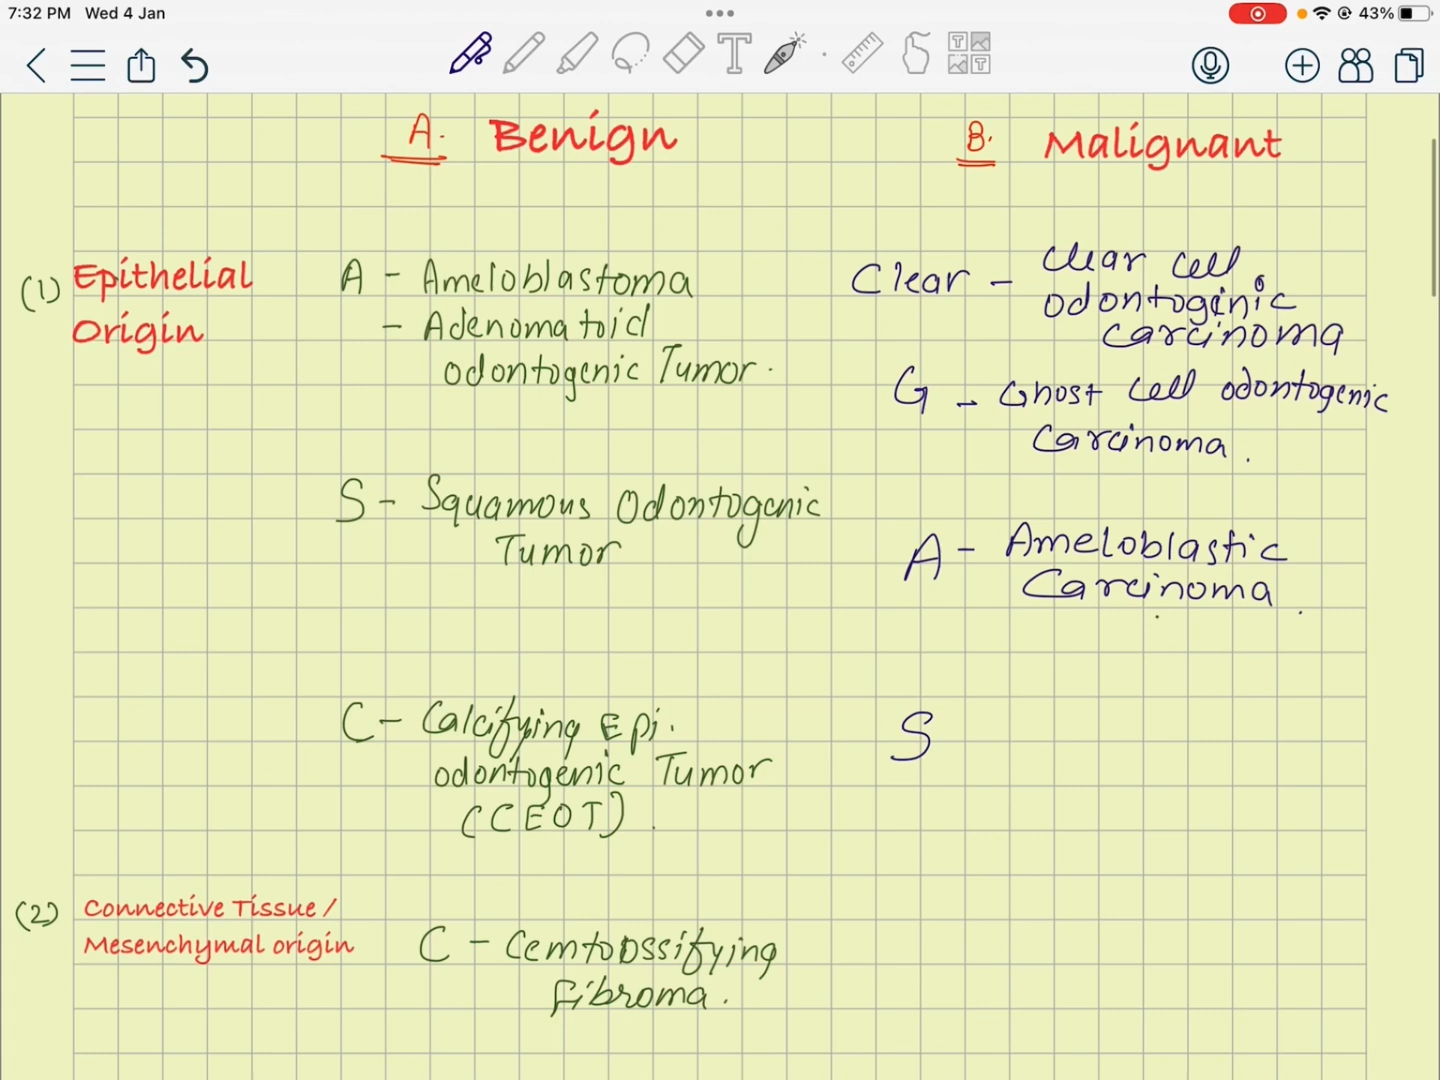 7:32 PM Wed 4 Jan
43%
A. Benign
B. Malignant
(1) Epithelial
Origin
A - Ameloblastoma
- Adenomatoid
odontogenic Tumor.
S - Squamous Odontogenic
Tumor
C - Calcifying Epi.
odontogenic Tumor
(CEOT).
Clear - Clear cell
odontogenic
carcinoma
G - Ghost cell odontogenic
Carcinoma.
A - Ameloblastic
Carcinoma.
S
(2) Connective Tissue /
Mesenchymal origin
C - Cemtoossifying
fibroma.